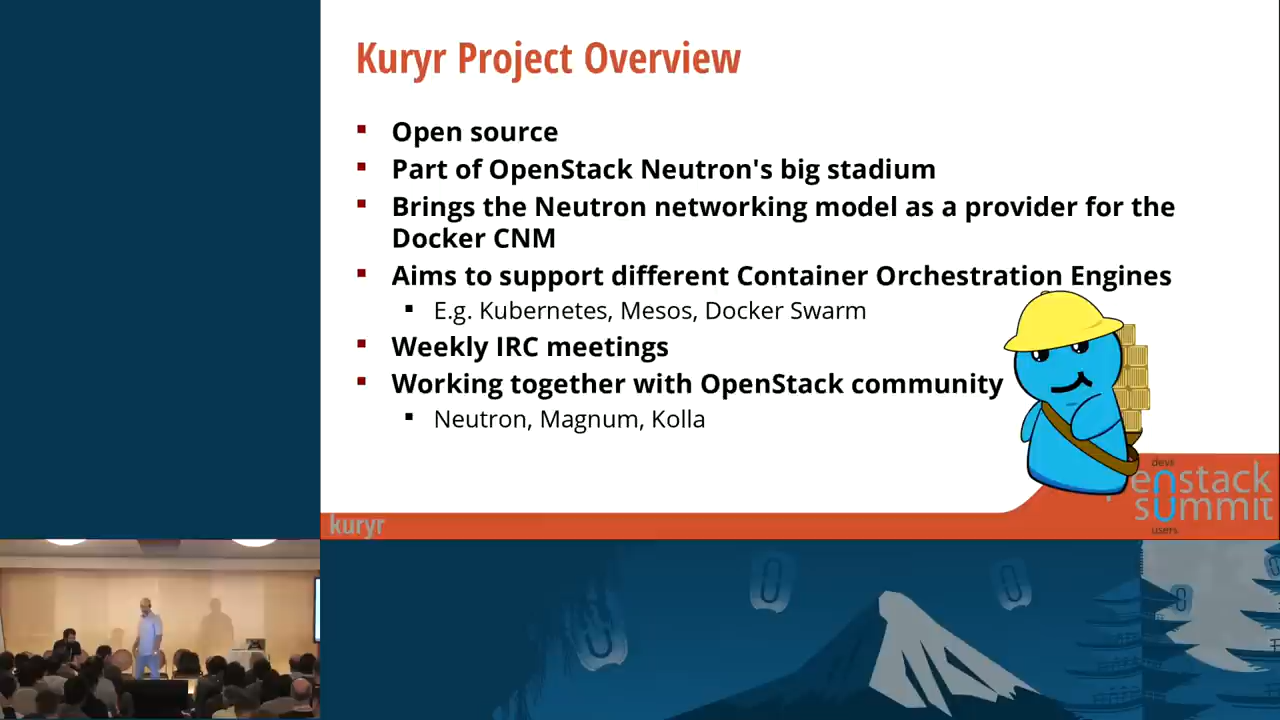 Kuryr Project Overview
Open source
Part of OpenStack Neutron's big stadium
Brings the Neutron networking model as a provider for the
Docker CNM
Aims to support different Container Orchestration Engines
E.g. Kubernetes, Mesos, Docker Swarm
Weekly IRC meetings
Working together with OpenStack community
Neutron, Magnum, Kolla
kuryr
devs
penstack
summit
users